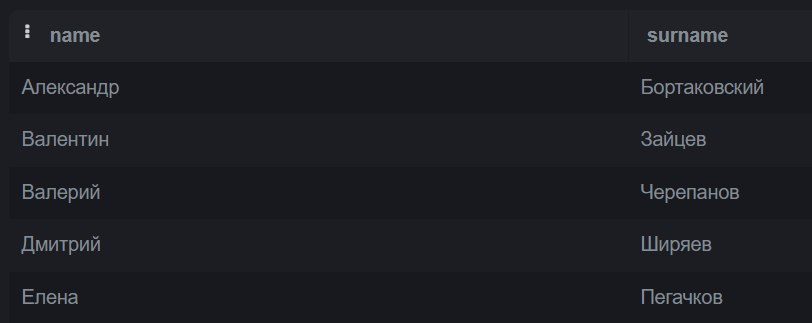 name surname
Александр Бортаковский
Валентин Зайцев
Валерий Черепанов
Дмитрий Ширяев
Елена Пегачков